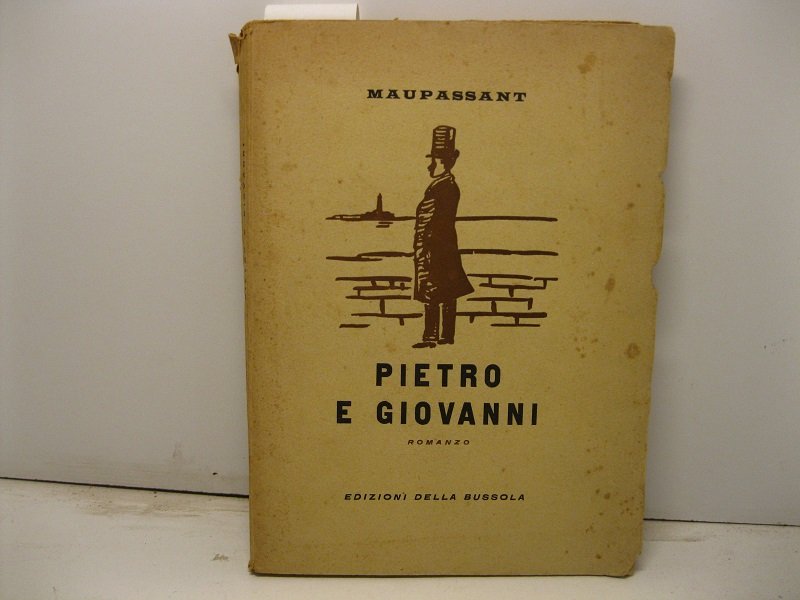 MAUPASSANT
PIETRO
E GIOVANNI
ROMANZO
EDIZIONI DELLA BUSSOLA